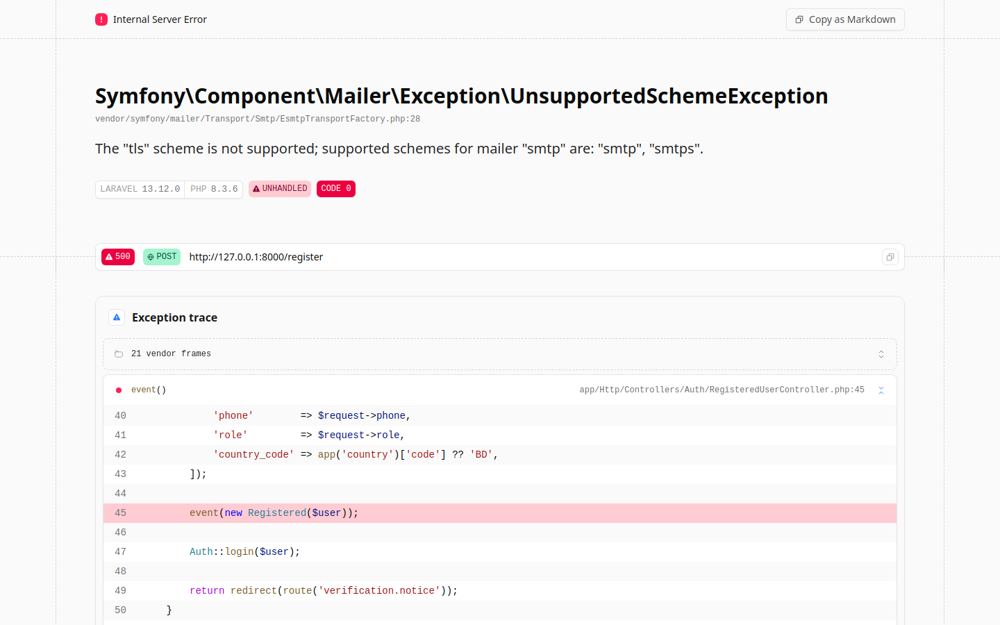 Internal Server Error
Copy as Markdown
Symfony\Component\Mailer\Exception\UnsupportedSchemeException
vendor/symfony/mailer/Transport/Smtp/EsmtpTransportFactory.php:28
The "tls" scheme is not supported; supported schemes for mailer "smtp" are: "smtp", "smtps".
LARAVEL 13.12.0 PHP 8.3.6 UNHANDLED CODE 0
500 POST http://127.0.0.1:8000/register
Exception trace
21 vendor frames
event() app/Http/Controllers/Auth/RegisteredUserController.php:45
40 'phone' => $request->phone,
41 'role' => $request->role,
42 'country_code' => app('country')['code'] ?? 'BD',
43 ]);
44
45 event(new Registered($user));
46
47 Auth::login($user);
48
49 return redirect(route('verification.notice'));
50 }